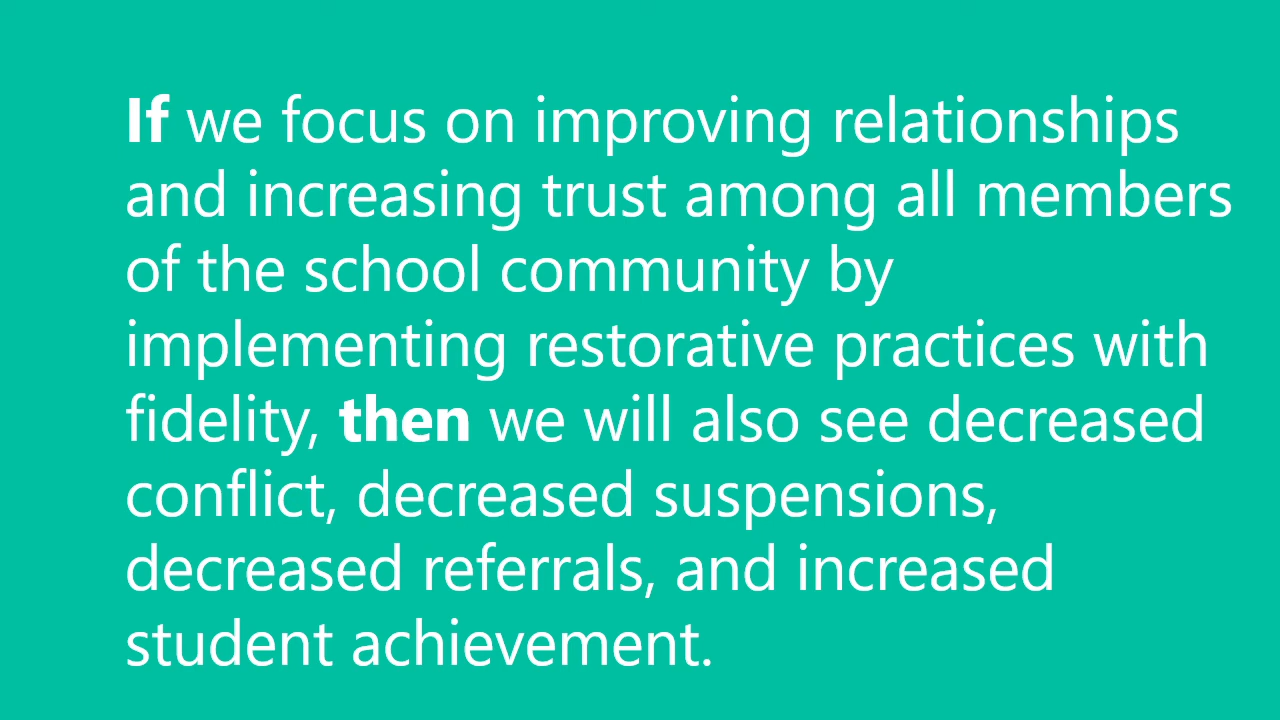 If we focus on improving relationships
and increasing trust among all members
of the school community by
implementing restorative practices with
fidelity, then we will also see decreased
conflict, decreased suspensions,
decreased referrals, and increased
student achievement.